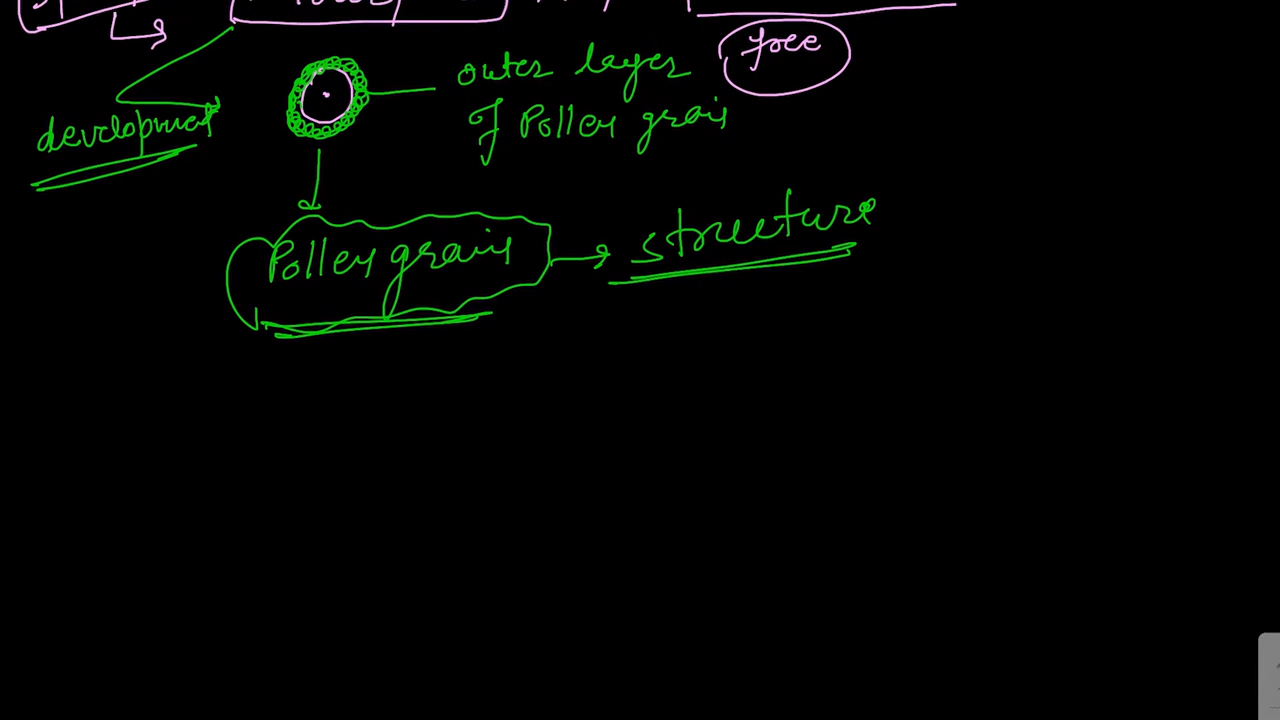 free
outer layer
of Pollen grain
development
Pollen grain → structure